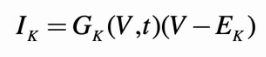 I_K = G_K(V,t)(V − E_K)